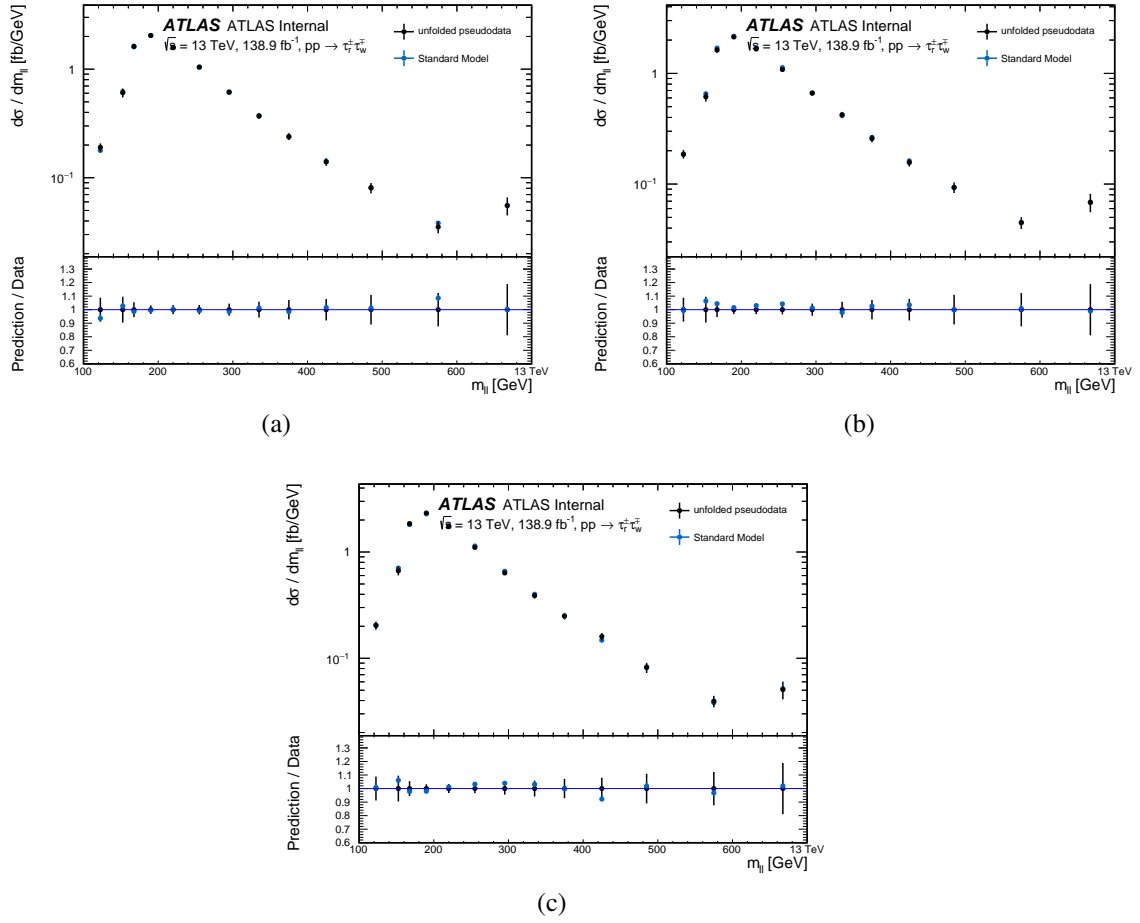 ATLAS ATLAS Internal
√s = 13 TeV, 138.9 fb⁻¹, pp → τᵣ± τ_w∓
unfolded pseudodata
Standard Model
dσ / dm_ll [fb/GeV]
1
10⁻¹
Prediction / Data
1.3
1.2
1.1
1
0.9
0.8
0.7
0.6
100 200 300 400 500 600 13 TeV
m_ll [GeV]
(a)
ATLAS ATLAS Internal
√s = 13 TeV, 138.9 fb⁻¹, pp → τᵣ± τ_w∓
unfolded pseudodata
Standard Model
dσ / dm_ll [fb/GeV]
1
10⁻¹
Prediction / Data
1.3
1.2
1.1
1
0.9
0.8
0.7
0.6
100 200 300 400 500 600 13 TeV
m_ll [GeV]
(b)
ATLAS ATLAS Internal
√s = 13 TeV, 138.9 fb⁻¹, pp → τᵣ± τ_w∓
unfolded pseudodata
Standard Model
dσ / dm_ll [fb/GeV]
1
10⁻¹
Prediction / Data
1.3
1.2
1.1
1
0.9
0.8
0.7
0.6
100 200 300 400 500 600 13 TeV
m_ll [GeV]
(c)